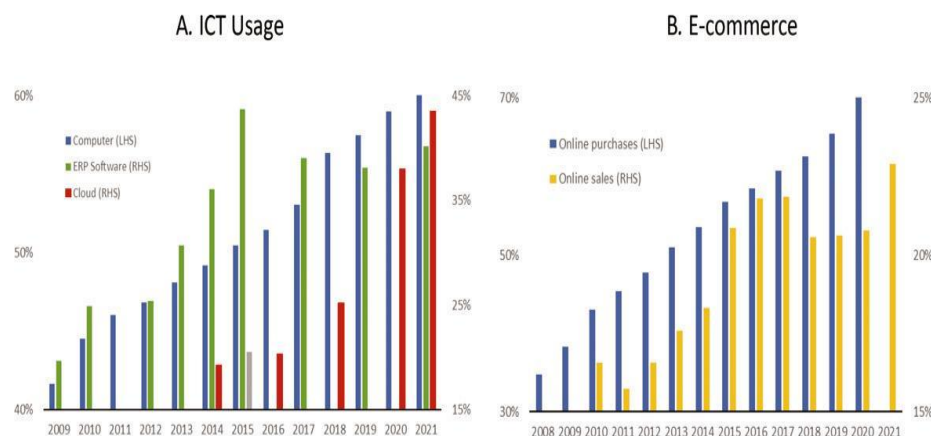 A. ICT Usage
60%
50%
40%
Computer (LHS)
ERP Software (RHS)
Cloud (RHS)
45%
35%
25%
15%
2009 2010 2011 2012 2013 2014 2015 2016 2017 2018 2019 2020 2021
B. E-commerce
70%
50%
30%
Online purchases (LHS)
Online sales (RHS)
25%
20%
15%
2008 2009 2010 2011 2012 2013 2014 2015 2016 2017 2018 2019 2020 2021